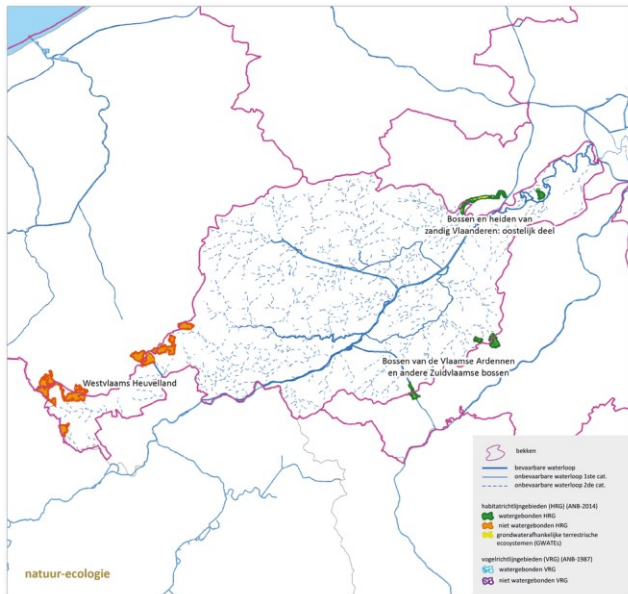 Bossen en heiden van
zandig Vlaanderen: oostelijk deel
Bossen van de Vlaamse Ardennen
en andere Zuidvlaamse bossen
Westvlaams Heuvelland
bekken
bevaarbare waterloop
onbevaarbare waterloop 1ste cat.
onbevaarbare waterloop 2de cat.
habitatrichtlijngebieden (HRG) (ANB-2014)
watergebonden HRG
niet watergebonden HRG
grondwaterafhankelijke terrestrische
ecosystemen (GWATEs)
vogelrichtlijngebieden (VRG) (ANB-1987)
watergebonden VRG
niet watergebonden VRG
natuur-ecologie